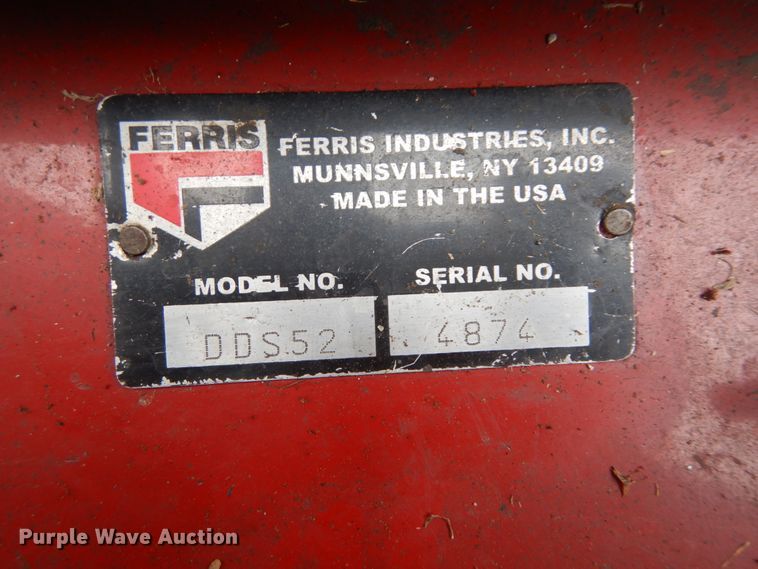 FERRIS
FERRIS INDUSTRIES, INC.
MUNNSVILLE, NY 13409
MADE IN THE USA
MODEL NO.
SERIAL NO.
DDS52
4874
Purple Wave Auction®